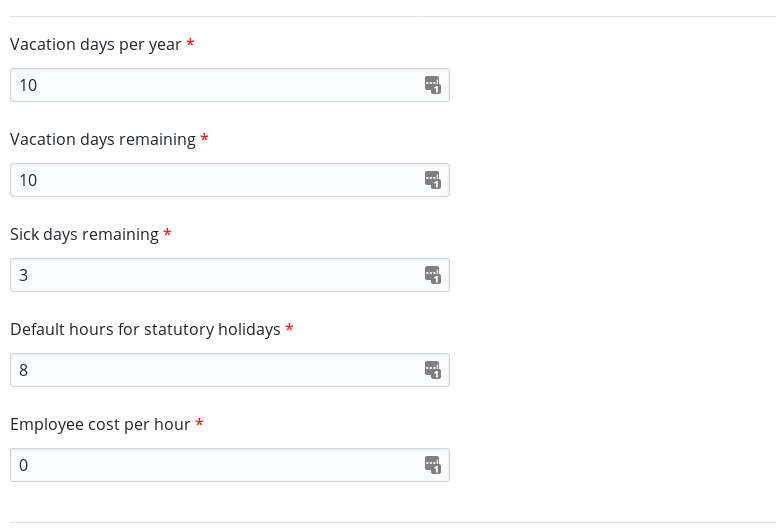 Vacation days per year *
10
Vacation days remaining *
10
Sick days remaining *
3
Default hours for statutory holidays *
8
Employee cost per hour *
0